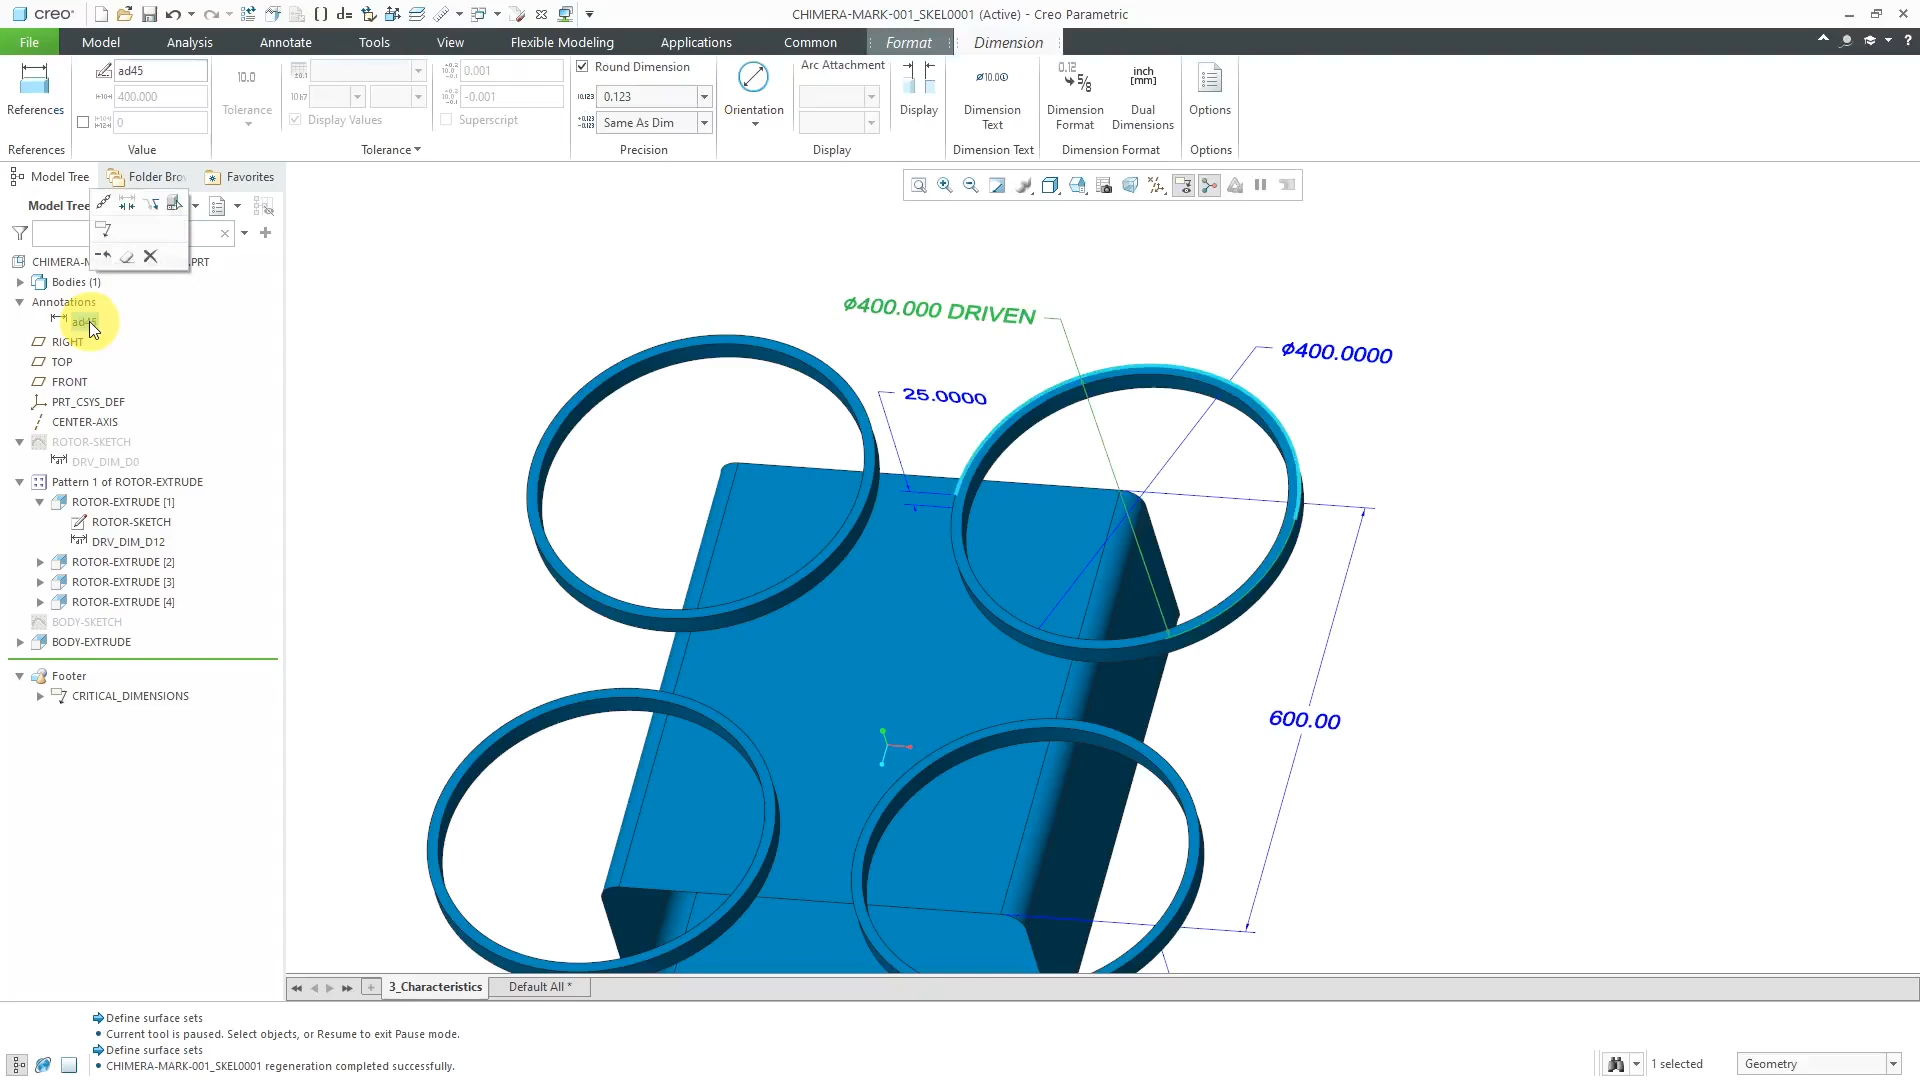 creo
CHIMERA-MARK-001_SKEL0001 (Active) - Creo Parametric
File
Model
Analysis
Annotate
Tools
View
Flexible Modeling
Applications
Common
Format
Dimension
References
References
ad45
400.000
0
Value
10.0
Tolerance
Display Values
0.001
-0.001
Superscript
Tolerance
Round Dimension
0.123
Same As Dim
Precision
Orientation
Arc Attachment
Display
Display
Dimension
Text
Dimension Text
Dimension
Format
inch
[mm]
Dual
Dimensions
Dimension Format
Options
Options
Model Tree
Folder Bro
Favorites
Model Tree
CHIMERA-M
PRT
Bodies (1)
Annotations
ad45
RIGHT
TOP
FRONT
PRT_CSYS_DEF
CENTER-AXIS
ROTOR-SKETCH
DRV_DIM_D0
Pattern 1 of ROTOR-EXTRUDE
ROTOR-EXTRUDE [1]
ROTOR-SKETCH
DRV_DIM_D12
ROTOR-EXTRUDE [2]
ROTOR-EXTRUDE [3]
ROTOR-EXTRUDE [4]
BODY-SKETCH
BODY-EXTRUDE
Footer
CRITICAL_DIMENSIONS
⌀400.000 DRIVEN
⌀400.0000
25.0000
600.00
3_Characteristics
Default All *
Define surface sets
Current tool is paused. Select objects, or Resume to exit Pause mode.
Define surface sets
CHIMERA-MARK-001_SKEL0001 regeneration completed successfully.
1 selected
Geometry